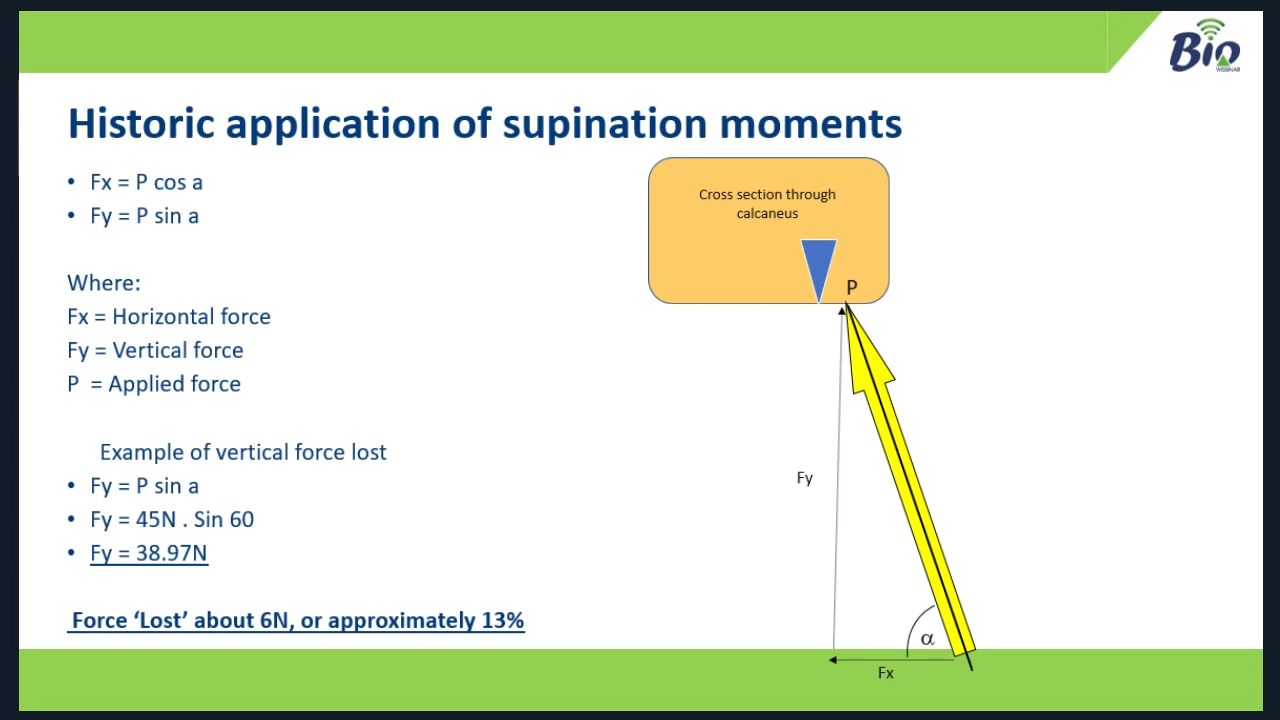 Bio
WEBINAR
Historic application of supination moments
• Fx = P cos a
• Fy = P sin a
Where:
Fx = Horizontal force
Fy = Vertical force
P = Applied force
Example of vertical force lost
• Fy = P sin a
• Fy = 45N . Sin 60
• Fy = 38.97N
Force ‘Lost’ about 6N, or approximately 13%
Cross section through
calcaneus
P
Fy
α
Fx